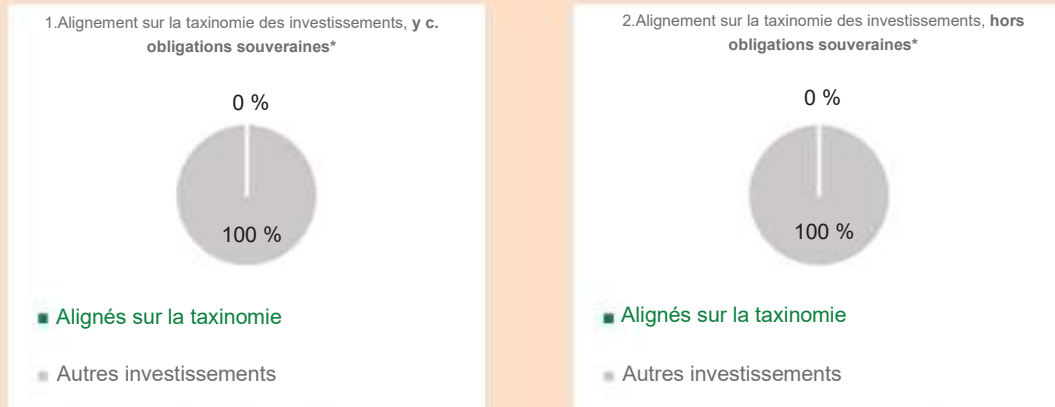 1.Alignement sur la taxinomie des investissements, y c.
obligations souveraines*
0 %
100 %
Alignés sur la taxinomie
Autres investissements
2.Alignement sur la taxinomie des investissements, hors
obligations souveraines*
0 %
100 %
Alignés sur la taxinomie
Autres investissements